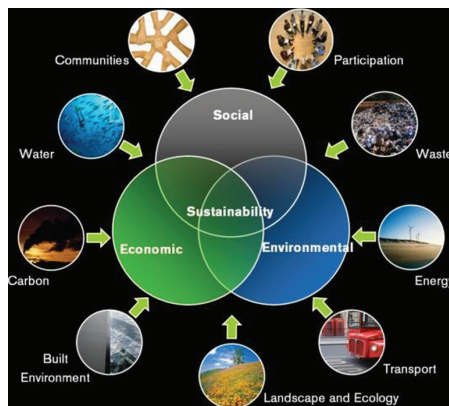 Communities
Participation
Social
Water
Waste
Sustainability
Economic
Environmental
Carbon
Energy
Built
Environment
Transport
Landscape and Ecology